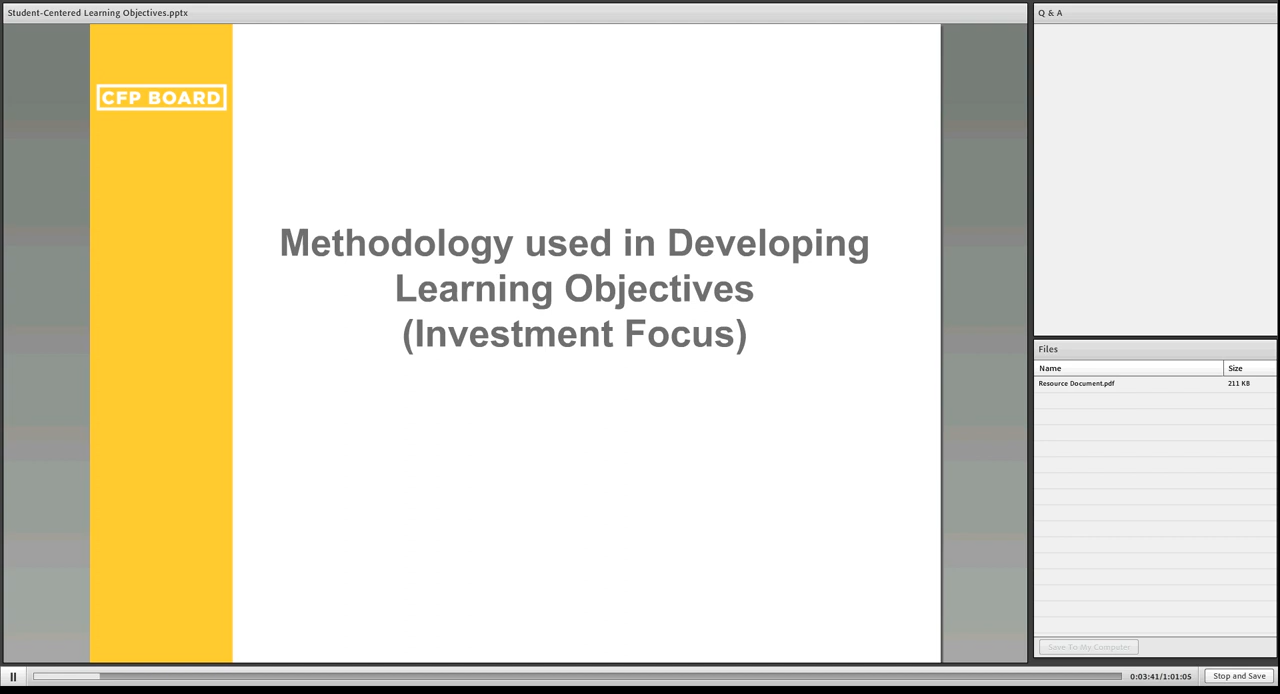 Student-Centered Learning Objectives.pptx
CFP BOARD
Methodology used in Developing
Learning Objectives
(Investment Focus)
Q & A
Files
Name Size
Resource Document.pdf 211 KB
Save To My Computer
0:03:41/1:01:05 Stop and Save